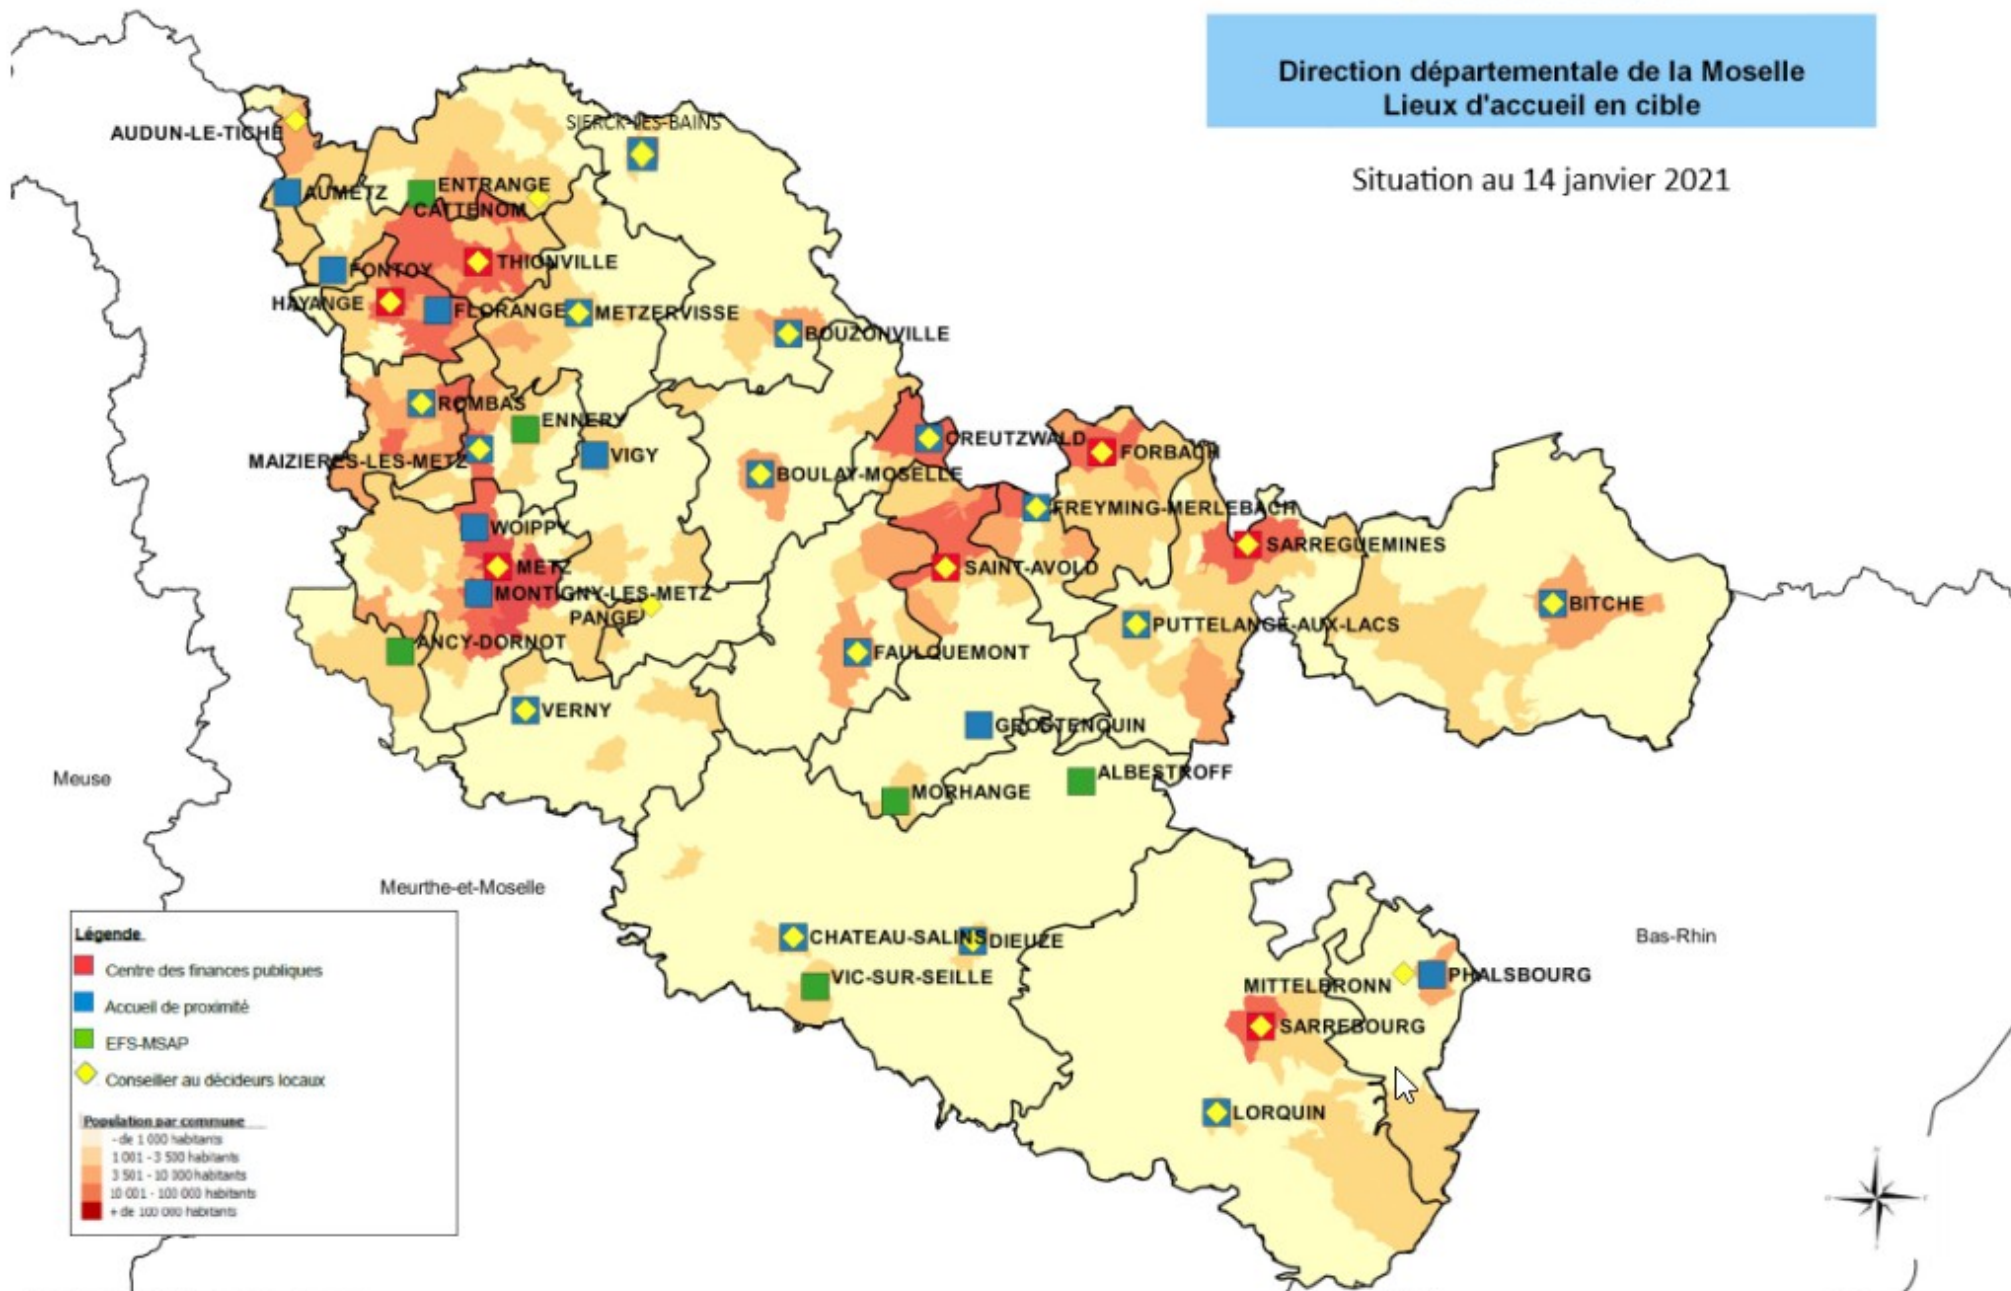 Direction départementale de la Moselle
Lieux d'accueil en cible
Situation au 14 janvier 2021
SIERCK-LES-BAINS
AUDUN-LE-TICHE
AUMETZ
ENTRANGE
CATTENOM
THIONVILLE
FONTOY
HAYANGE
FLORANGE
METZERVISSE
BOUZONVILLE
ROMBAS
ENNERY
CREUTZWALD
FORBACH
MAIZIERES-LES-METZ
VIGY
BOULAY-MOSELLE
FREYMING-MERLEBACH
WOIPPY
SARREGUEMINES
METZ
SAINT-AVOLD
MONTIGNY-LES-METZ
BITCHE
PANGE
PUTTELANGE-AUX-LACS
ANCY-DORNOT
FAULQUEMONT
VERNY
GROSTENQUIN
ALBESTROFF
Meuse
MORHANGE
Meurthe-et-Moselle
CHATEAU-SALINS
DIEUZE
Bas-Rhin
VIC-SUR-SEILLE
PHALSBOURG
MITTELBRONN
SARREBOURG
LORQUIN
Légende
Centre des finances publiques
Accueil de proximité
EFS-MSAP
Conseiller au décideurs locaux
Population par commune
- de 1 000 habitants
1 001 - 3 500 habitants
3 501 - 10 000 habitants
10 001 - 100 000 habitants
+ de 100 000 habitants